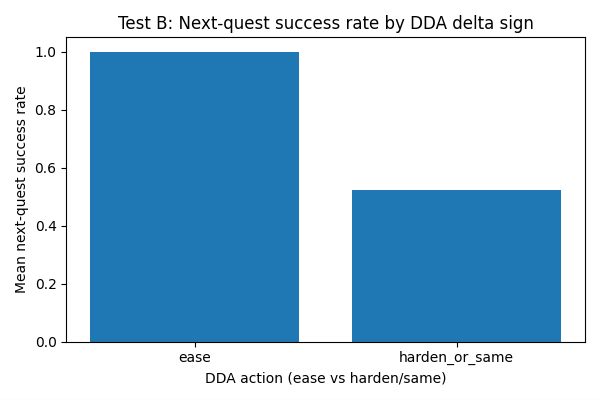 Test B: Next-quest success rate by DDA delta sign
Mean next-quest success rate
1.0
0.8
0.6
0.4
0.2
0.0
ease
harden_or_same
DDA action (ease vs harden/same)